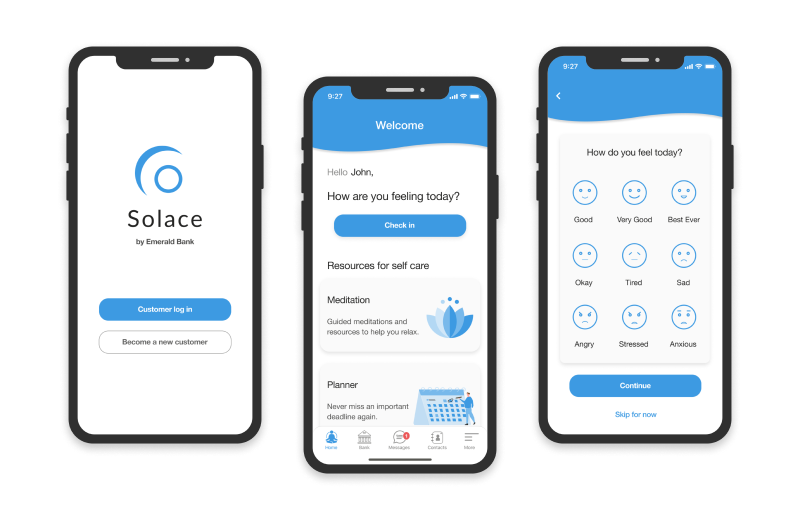 Solace
by Emerald Bank
Customer log in
Become a new customer
9:27
Welcome
Hello John,
How are you feeling today?
Check in
Resources for self care
Meditation
Guided meditations and
resources to help you relax.
Planner
Never miss an important
deadline again.
Home Bank Messages 1 Contacts More
9:27
How do you feel today?
Good Very Good Best Ever
Okay Tired Sad
Angry Stressed Anxious
Continue
Skip for now